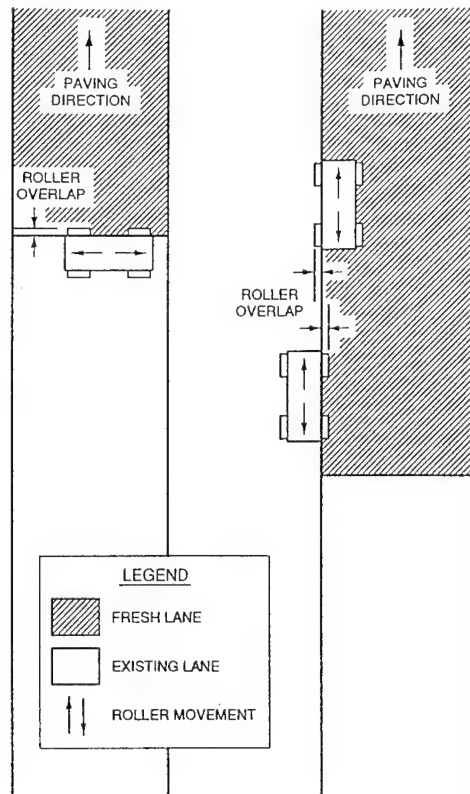 PAVING
DIRECTION
ROLLER
OVERLAP
PAVING
DIRECTION
ROLLER
OVERLAP
LEGEND
FRESH LANE
EXISTING LANE
ROLLER MOVEMENT